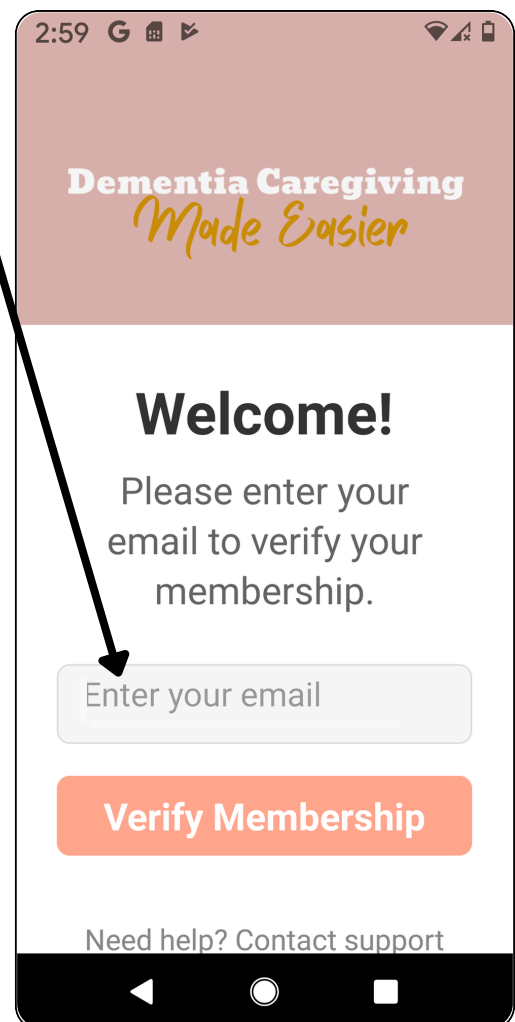 2:59 G
Dementia Caregiving
Made Easier
Welcome!
Please enter your
email to verify your
membership.
Enter your email
Verify Membership
Need help? Contact support